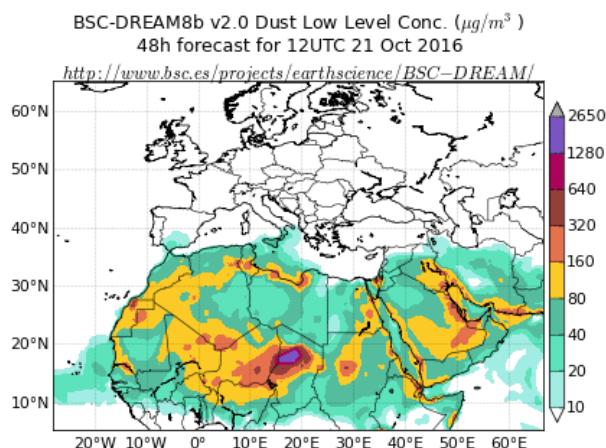 BSC-DREAM8b v2.0 Dust Low Level Conc. (μg/m³ )
48h forecast for 12UTC 21 Oct 2016
http://www.bsc.es/projects/earthscience/BSC−DREAM/
60°N
50°N
40°N
30°N
20°N
10°N
20°W 10°W 0° 10°E 20°E 30°E 40°E 50°E 60°E
2650
1280
640
320
160
80
40
20
10